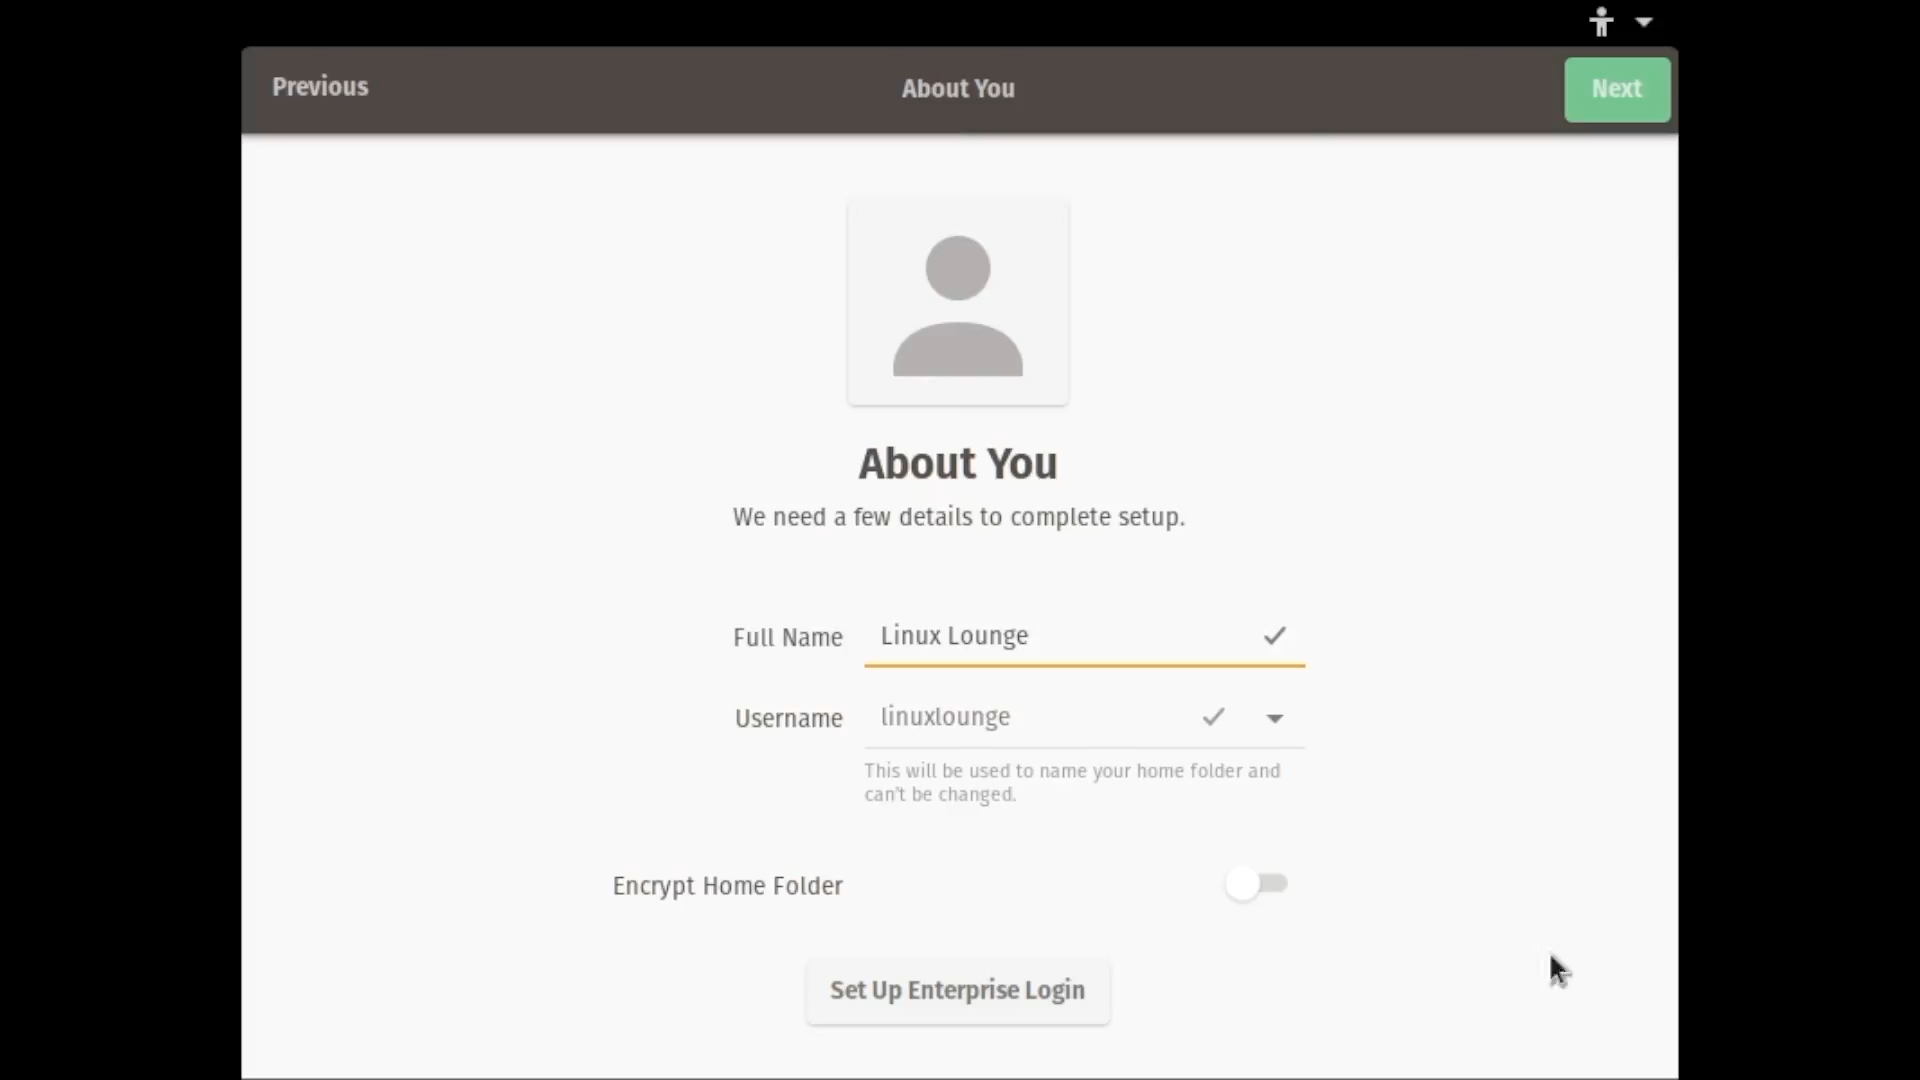 Previous
About You
Next
About You
We need a few details to complete setup.
Full Name
Linux Lounge
Username
linuxlounge
This will be used to name your home folder and
can't be changed.
Encrypt Home Folder
Set Up Enterprise Login